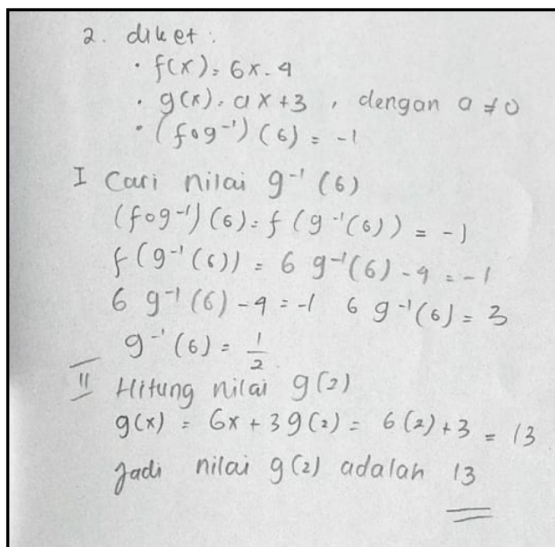 2. diket:
· f(x) = 6x - 4
· g(x) = ax + 3 , dengan a ≠ 0
· (f∘g⁻¹)(6) = -1
I Cari nilai g⁻¹(6)
(f∘g⁻¹)(6) = f(g⁻¹(6)) = -1
f(g⁻¹(6)) = 6 g⁻¹(6) - 4 = -1
6 g⁻¹(6) - 4 = -1 6 g⁻¹(6) = 3
g⁻¹(6) = 1/2
II Hitung nilai g(2)
g(x) = 6x + 3 g(2) = 6(2) + 3 = 13
Jadi nilai g(2) adalah 13